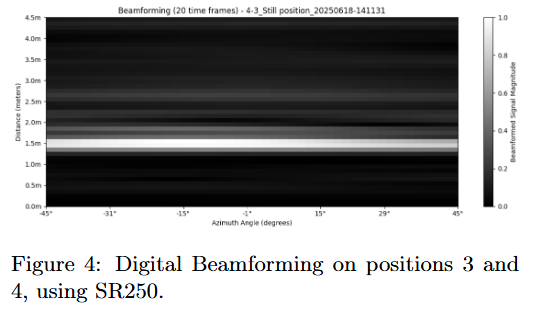 Beamforming (20 time frames) - 4-3_Still position_20250618-141131
4.5m
4.0m
3.5m
3.0m
2.5m
2.0m
1.5m
1.0m
0.5m
0.0m
Distance (meters)
-45°
-31°
-15°
-1°
15°
29°
45°
Azimuth Angle (degrees)
1.0
0.8
0.6
0.4
0.2
0.0
Beamformed Signal Magnitude
Figure 4: Digital Beamforming on positions 3 and
4, using SR250.